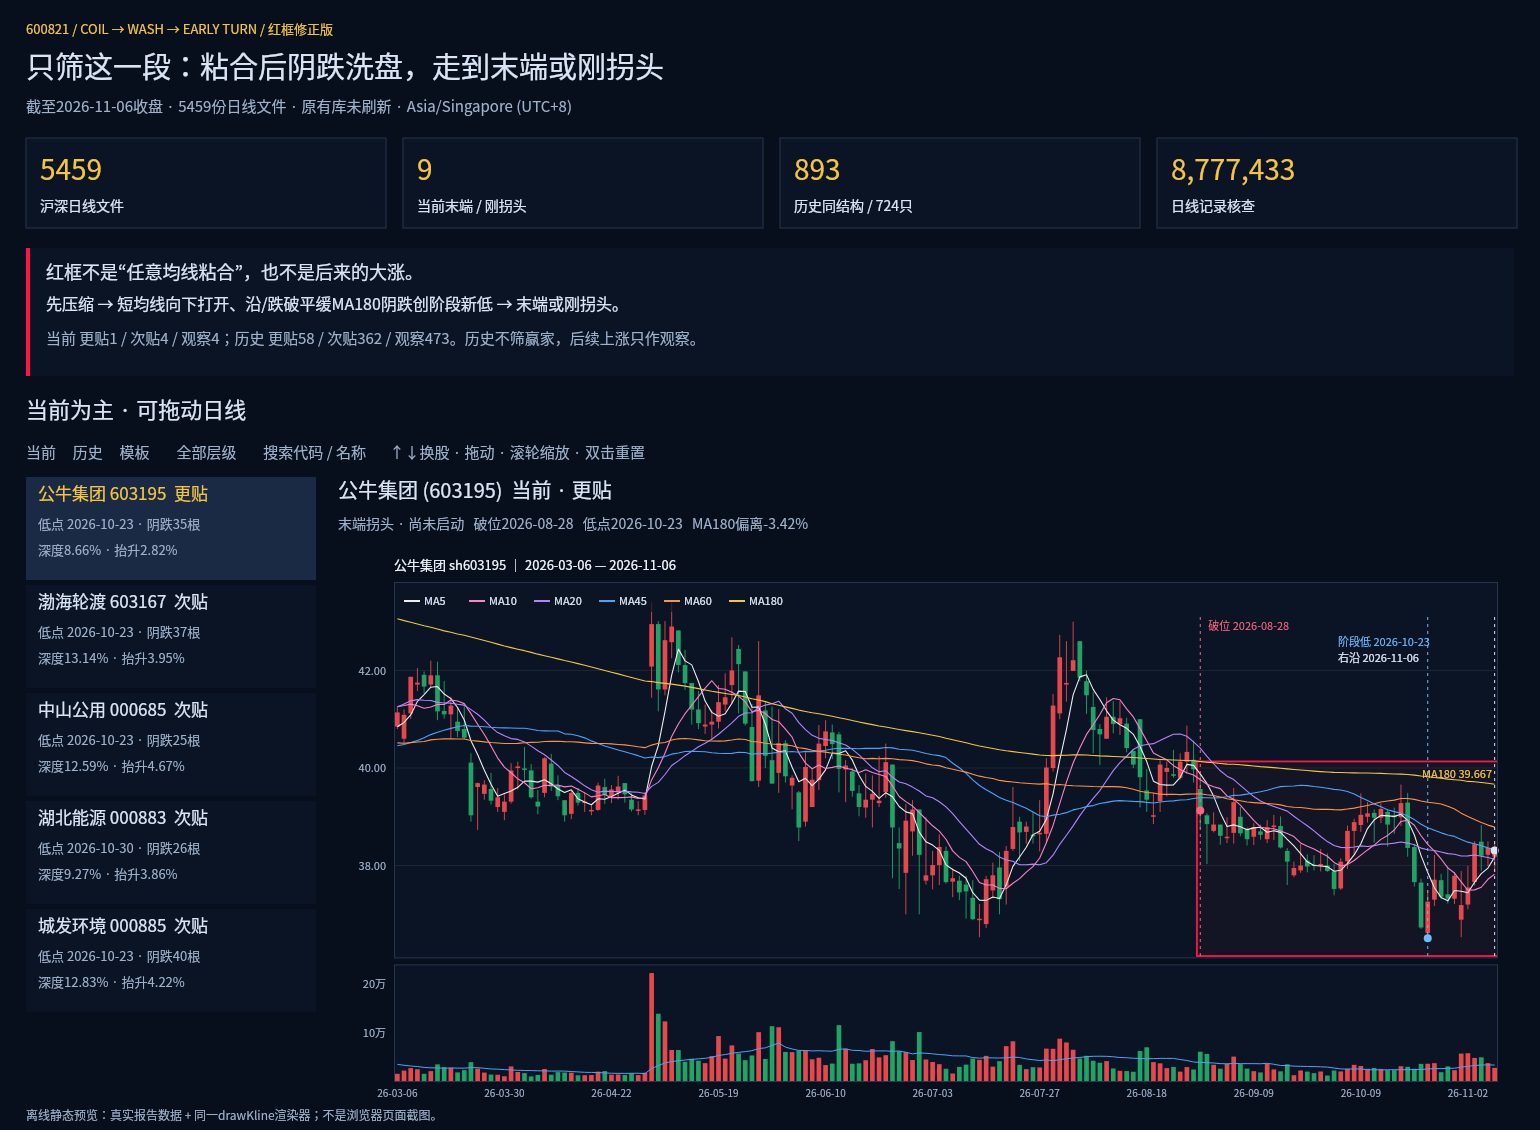 600821 / COIL → WASH → EARLY TURN / 红框修正版
只筛这一段：粘合后阴跌洗盘，走到末端或刚拐头
截至2026-11-06收盘 · 5459份日线文件 · 原有库未刷新 · Asia/Singapore (UTC+8)
5459
沪深日线文件
9
当前末端 / 刚拐头
893
历史同结构 / 724只
8,777,433
日线记录核查
红框不是“任意均线粘合”，也不是后来的大涨。
先压缩 → 短均线向下打开、沿/跌破平缓MA180阴跌创阶段新低 → 末端或刚拐头。
当前 更贴1 / 次贴4 / 观察4；历史 更贴58 / 次贴362 / 观察473。历史不筛赢家，后续上涨只作观察。
当前为主 · 可拖动日线
当前 历史 模板 全部层级 搜索代码 / 名称 ↑↓换股 · 拖动 · 滚轮缩放 · 双击重置
公牛集团 603195 更贴
低点 2026-10-23 · 阴跌35根
深度8.66% · 抬升2.82%
渤海轮渡 603167 次贴
低点 2026-10-23 · 阴跌37根
深度13.14% · 抬升3.95%
中山公用 000685 次贴
低点 2026-10-23 · 阴跌25根
深度12.59% · 抬升4.67%
湖北能源 000883 次贴
低点 2026-10-30 · 阴跌26根
深度9.27% · 抬升3.86%
城发环境 000885 次贴
低点 2026-10-23 · 阴跌40根
深度12.83% · 抬升4.22%
公牛集团 (603195) 当前 · 更贴
末端拐头 · 尚未启动 破位2026-08-28 低点2026-10-23 MA180偏离-3.42%
公牛集团 sh603195 ｜ 2026-03-06 — 2026-11-06
MA5 MA10 MA20 MA45 MA60 MA180
破位 2026-08-28
阶段低 2026-10-23
右沿 2026-11-06
42.00
40.00
38.00
MA180 39.667
20万
10万
26-03-06 26-03-30 26-04-22 26-05-19 26-06-10 26-07-03 26-07-27 26-08-18 26-09-09 26-10-09 26-11-02
离线静态预览：真实报告数据 + 同一drawKline渲染器；不是浏览器页面截图。